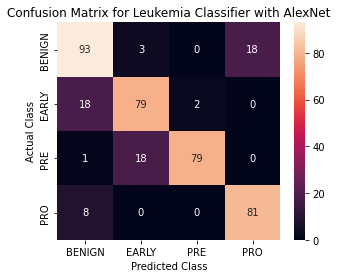 Confusion Matrix for Leukemia Classifier with AlexNet
Actual Class
BENIGN 93 3 0 18
EARLY 18 79 2 0
PRE 1 18 79 0
PRO 8 0 0 81
BENIGN EARLY PRE PRO
Predicted Class
80
60
40
20
0